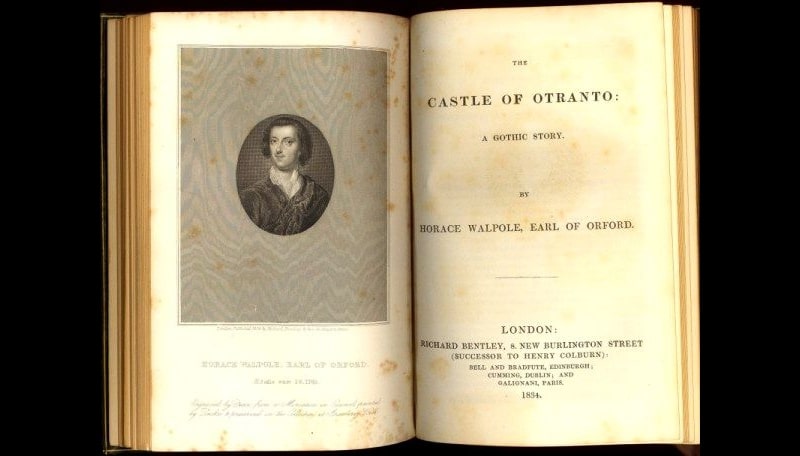 HORACE WALPOLE, EARL OF ORFORD.
THE
CASTLE OF OTRANTO:
A GOTHIC STORY.
BY
HORACE WALPOLE, EARL OF ORFORD.
LONDON:
RICHARD BENTLEY, 8, NEW BURLINGTON STREET
(SUCCESSOR TO HENRY COLBURN):
BELL AND BRADFUTE, EDINBURGH;
CUMMING, DUBLIN; AND
GALIGNANI, PARIS.
1834.